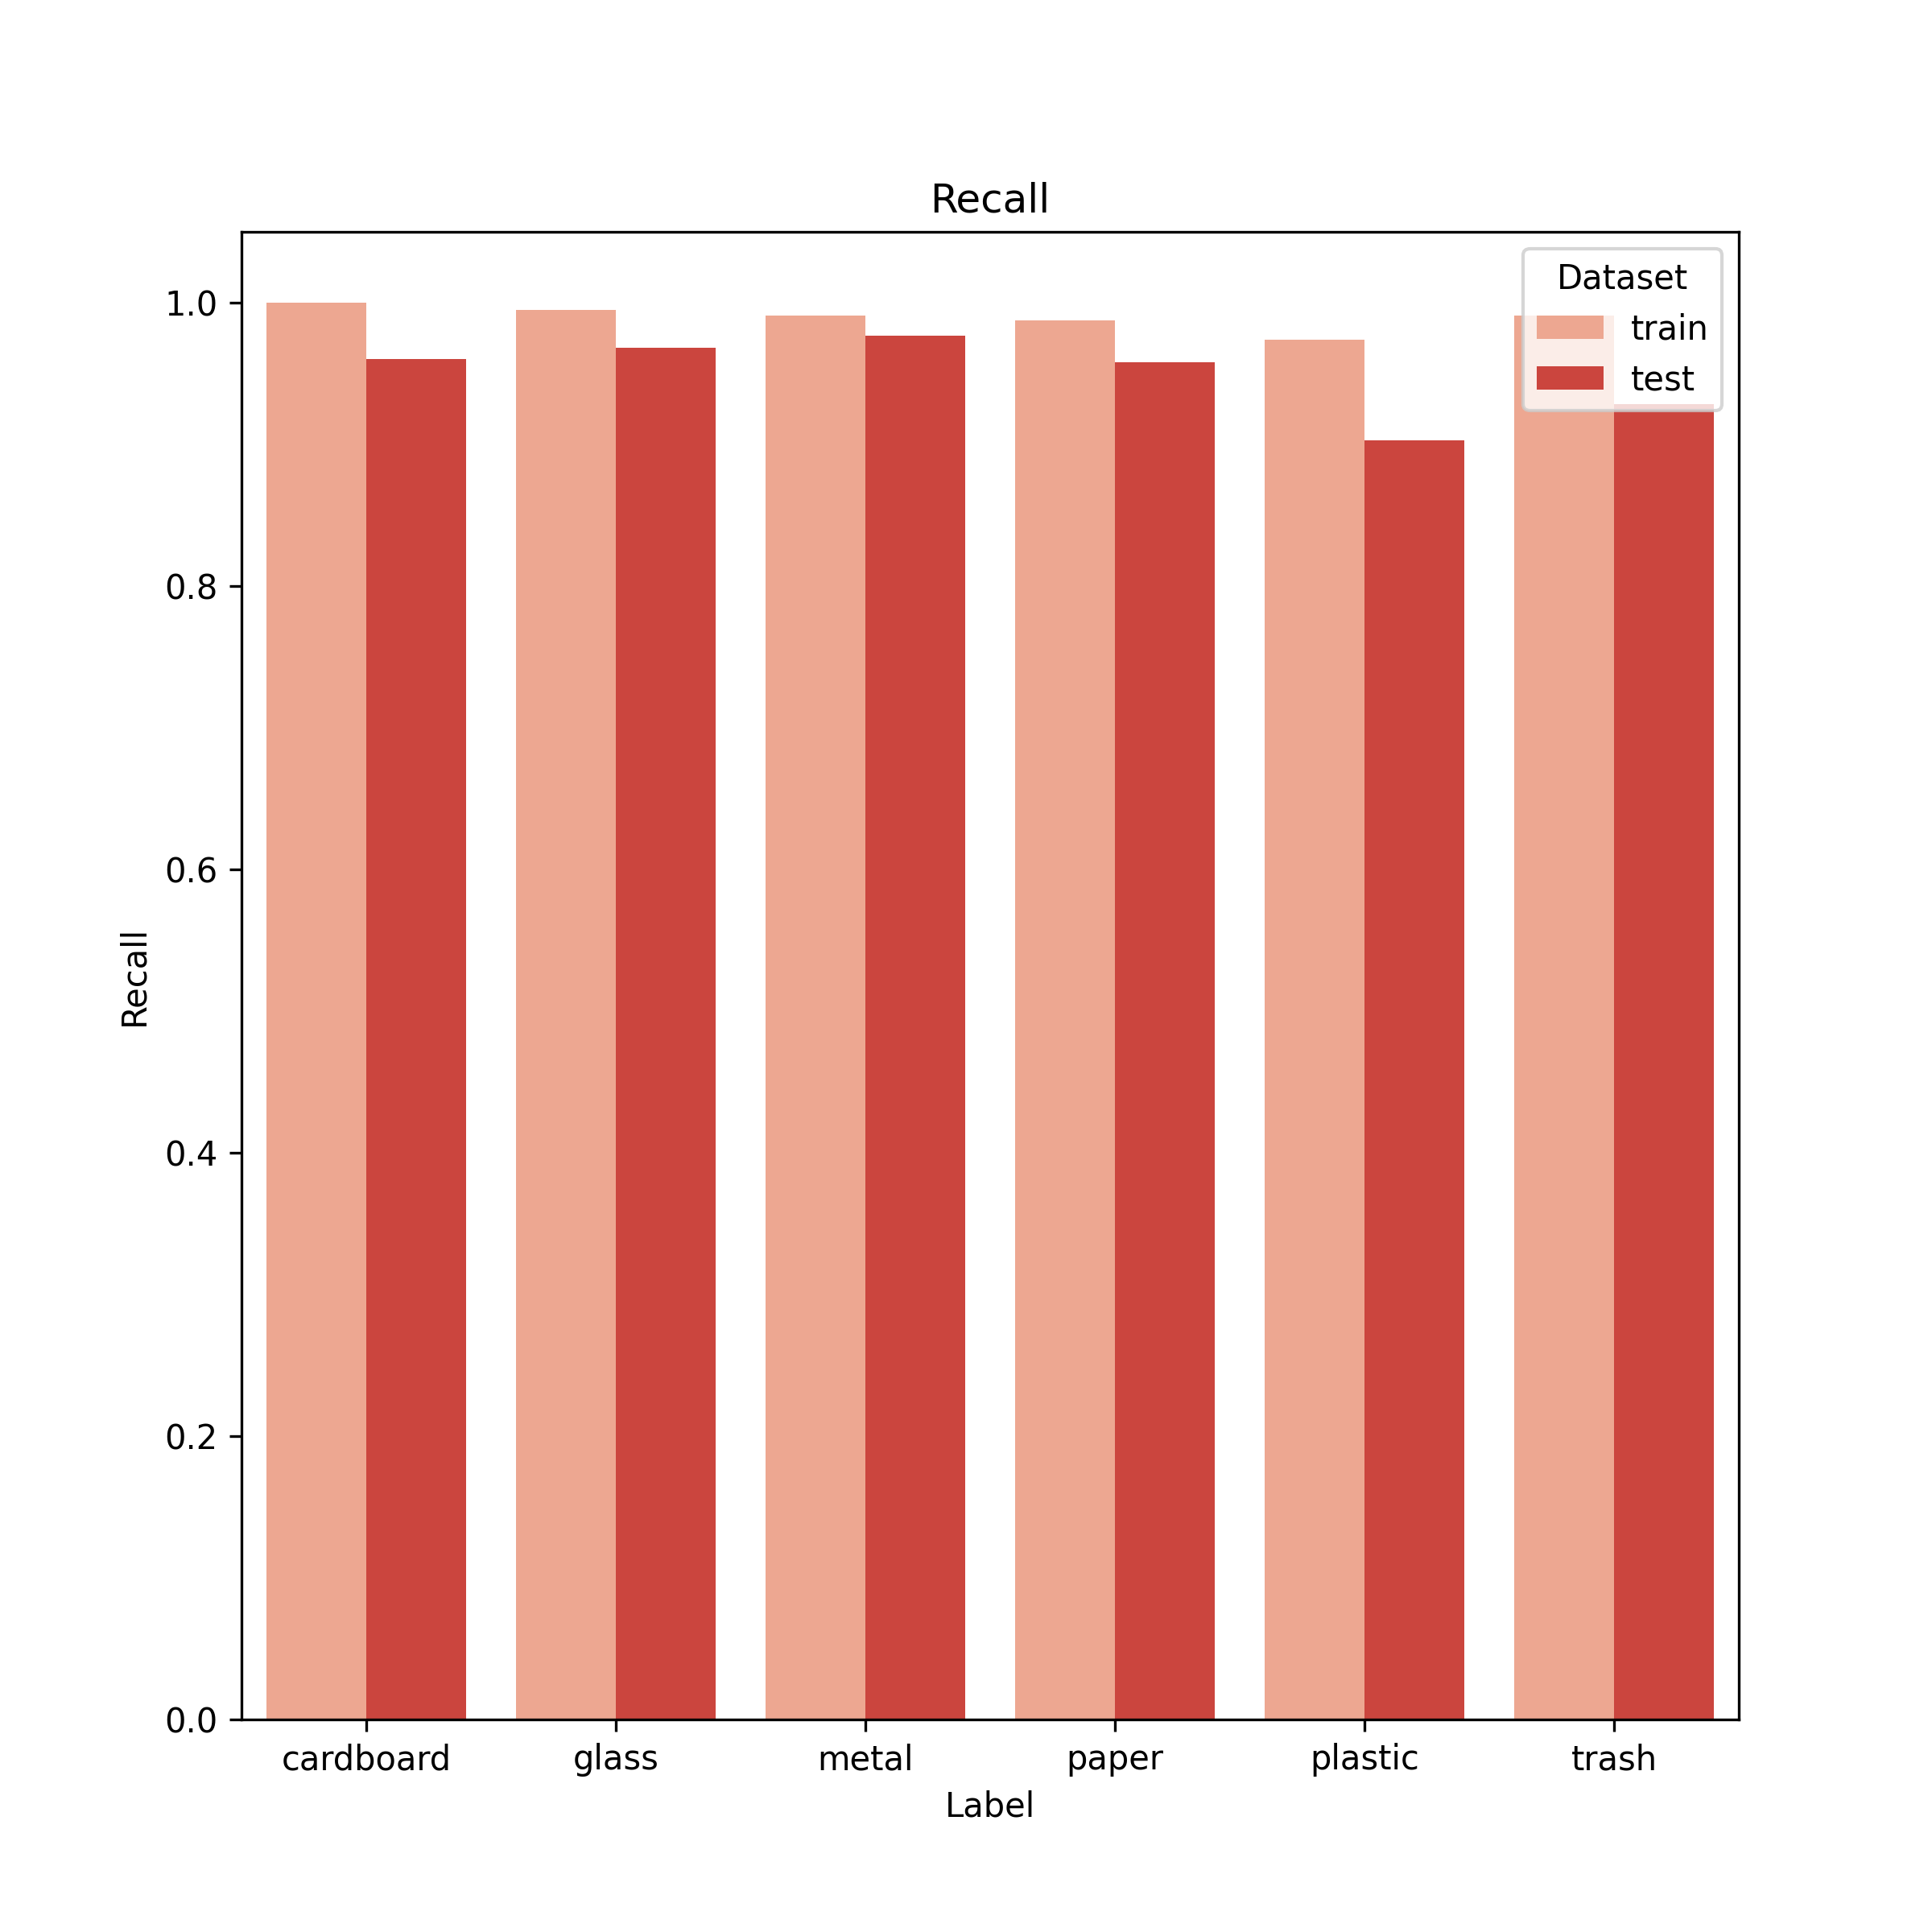 Recall
Dataset
train
test
1.0
0.8
0.6
0.4
0.2
0.0
Recall
cardboard glass metal paper plastic trash
Label